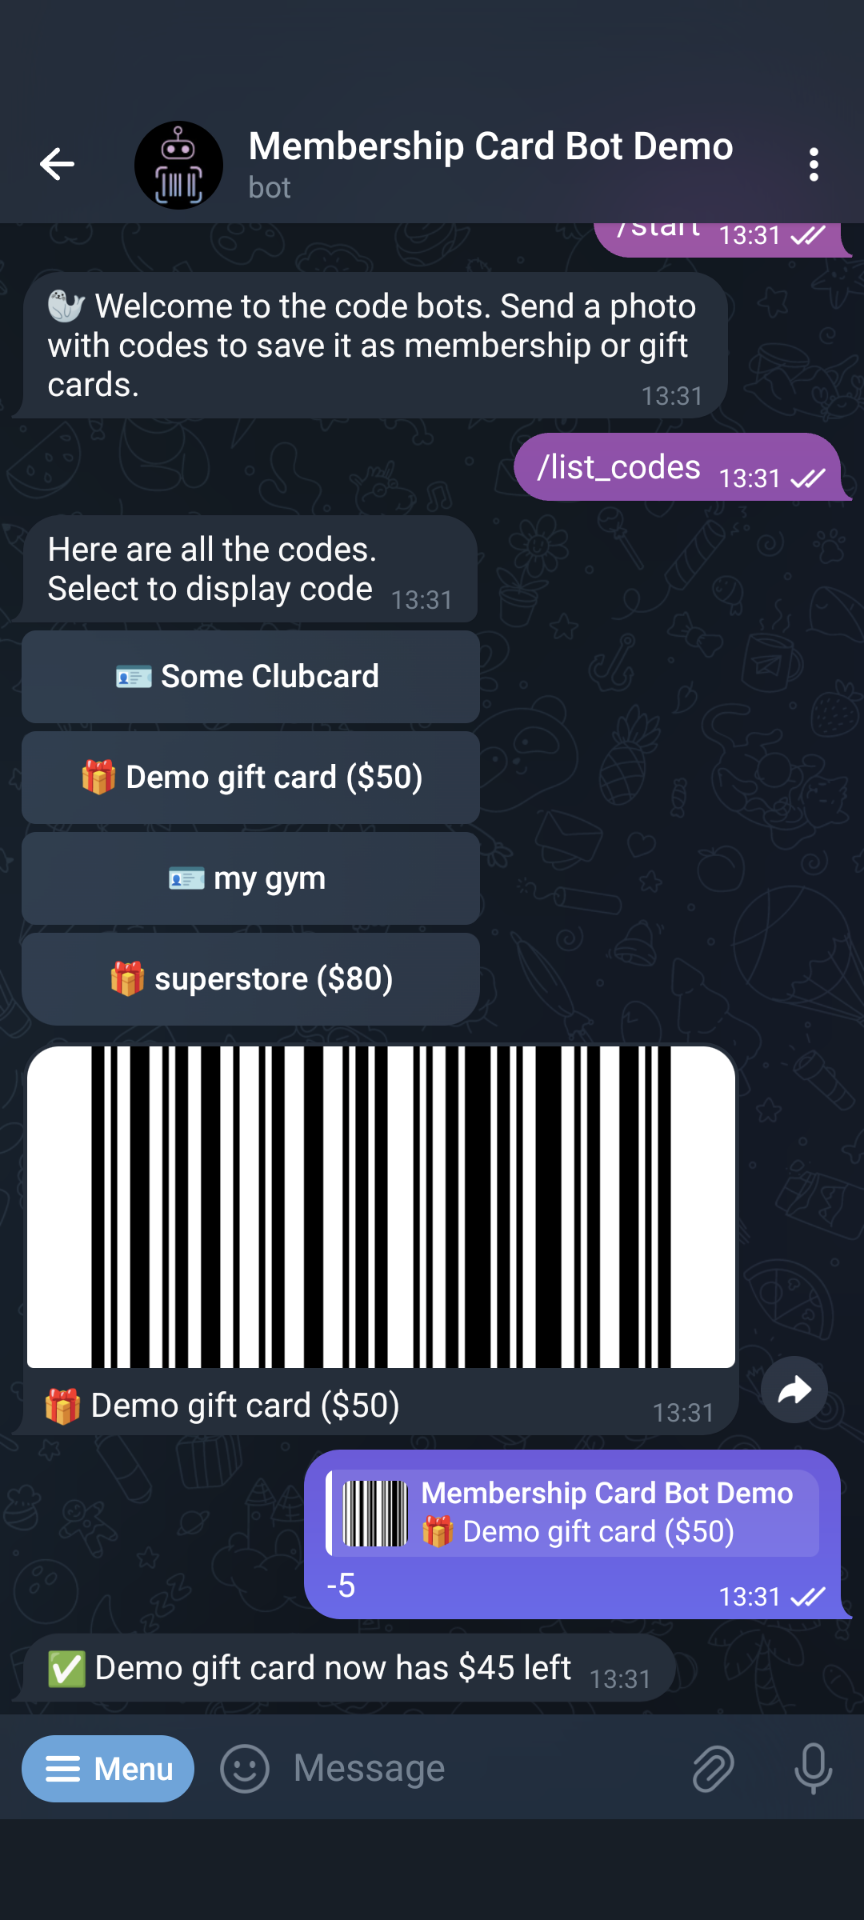 Membership Card Bot Demo
bot
/start 13:31
🦭 Welcome to the code bots. Send a photo
with codes to save it as membership or gift
cards. 13:31
/list_codes 13:31
Here are all the codes.
Select to display code 13:31
🪪 Some Clubcard
🎁 Demo gift card ($50)
🪪 my gym
🎁 superstore ($80)
🎁 Demo gift card ($50) 13:31
Membership Card Bot Demo
🎁 Demo gift card ($50)
-5 13:31
✅ Demo gift card now has $45 left 13:31
Menu Message